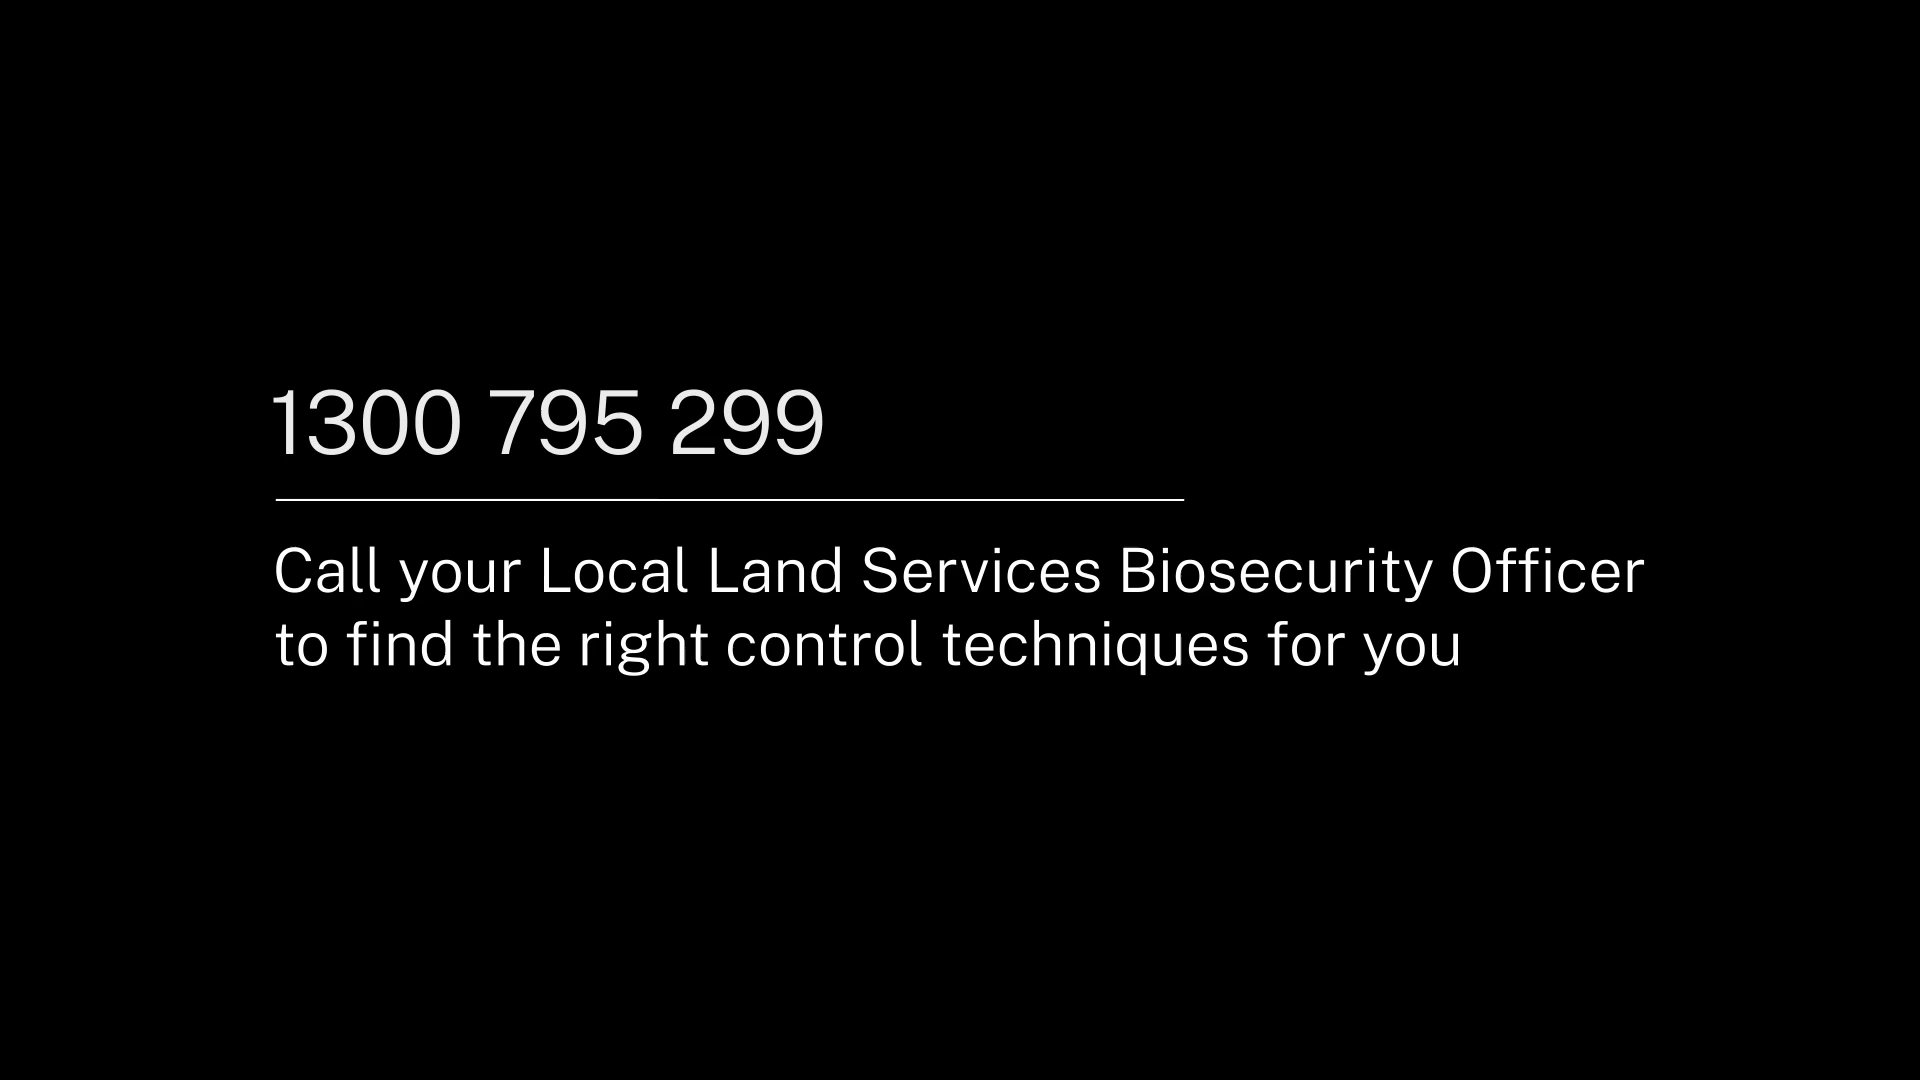 1300 795 299
Call your Local Land Services Biosecurity Officer
to find the right control techniques for you